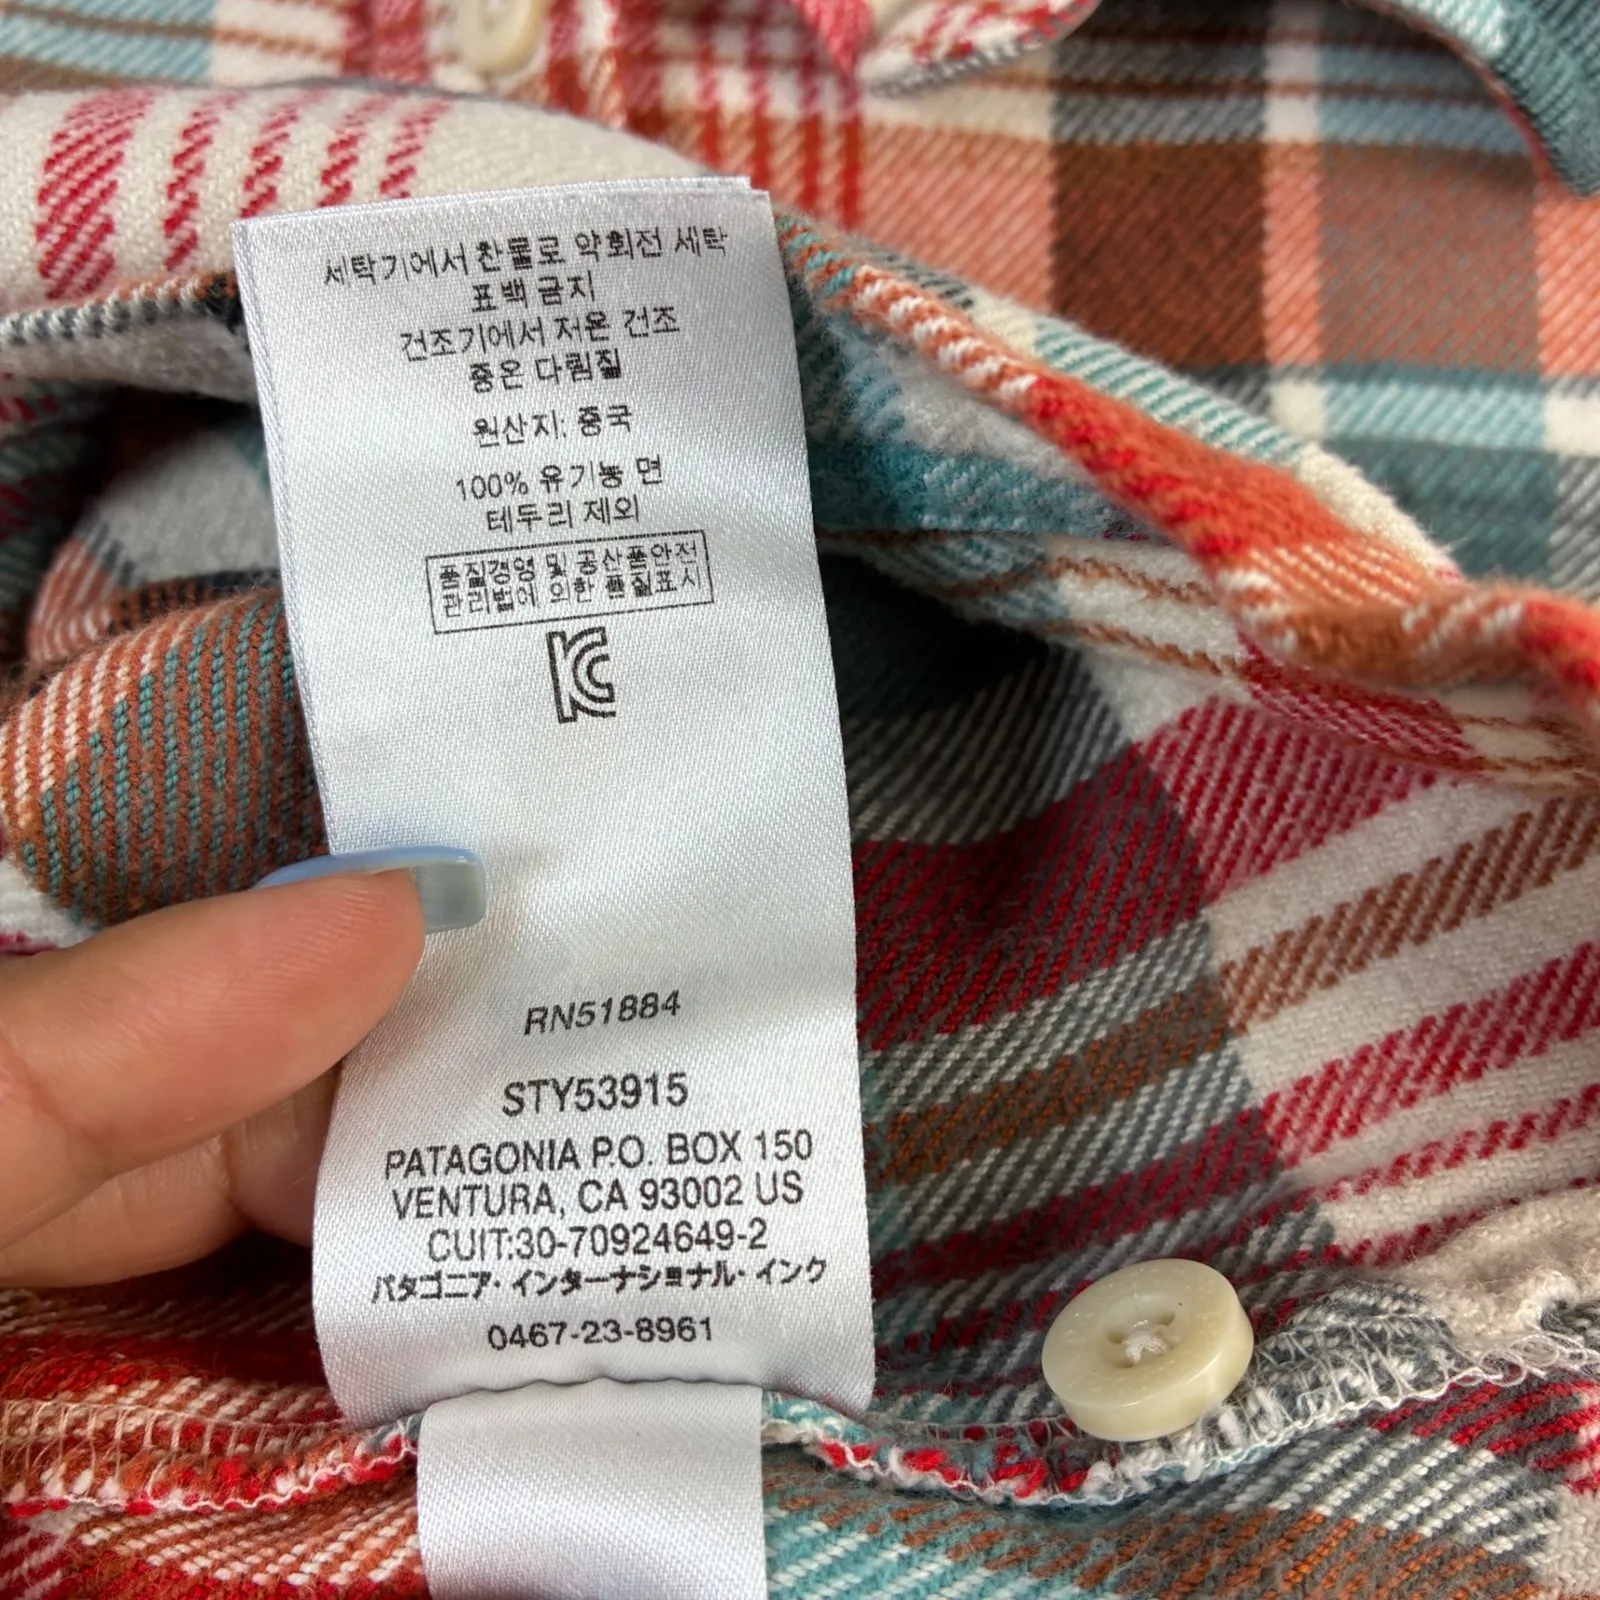 세탁기에서 찬물로 약회전 세탁
표백 금지
건조기에서 저온 건조
중온 다림질
원산지: 중국
100% 유기농 면
테두리 제외
품질경영 및 공산품안전
관리법에 의한 품질표시
KC
RN51884
STY53915
PATAGONIA P.O. BOX 150
VENTURA, CA 93002 US
CUIT:30-70924649-2
パタゴニア・インターナショナル・インク
0467-23-8961